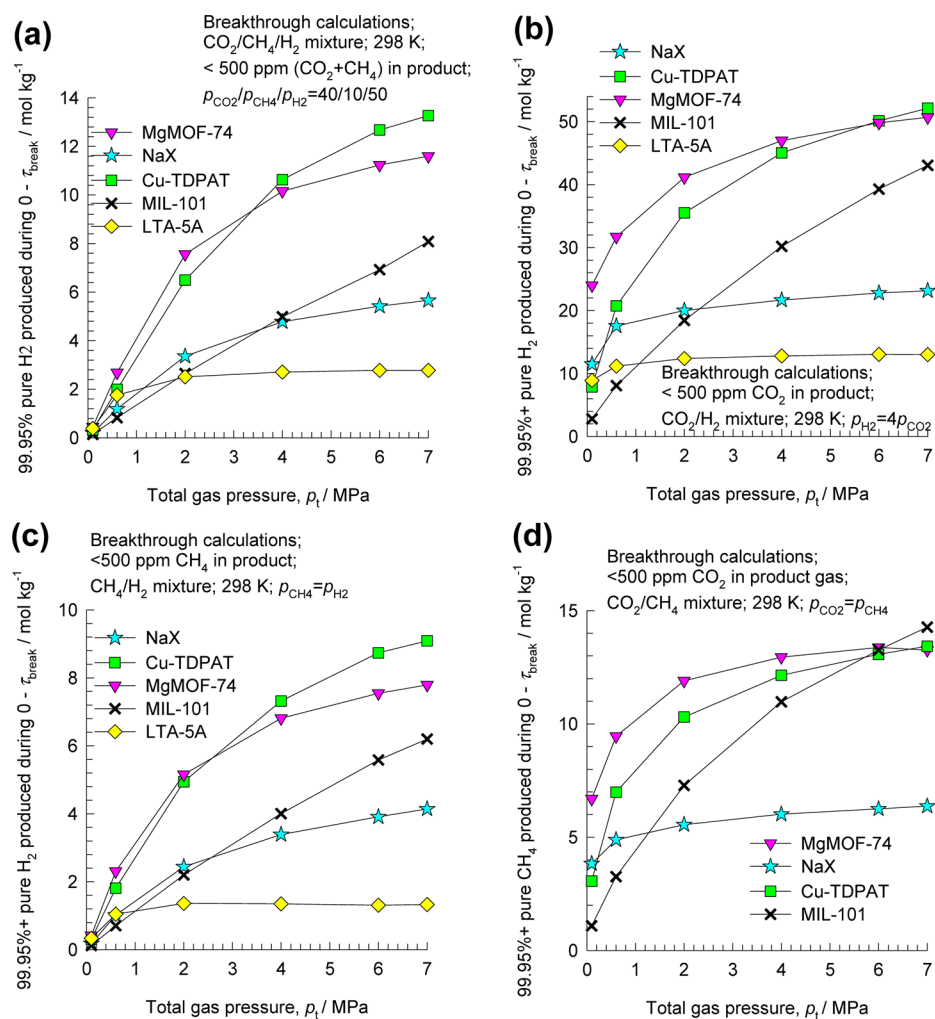 (a)
Breakthrough calculations;
CO2/CH4/H2 mixture; 298 K;
< 500 ppm (CO2+CH4) in product;
pCO2/pCH4/pH2=40/10/50
99.95% pure H2 produced during 0 - τbreak / mol kg-1
14
12
10
8
6
4
2
0
MgMOF-74
NaX
Cu-TDPAT
MIL-101
LTA-5A
0 1 2 3 4 5 6 7
Total gas pressure, pt / MPa
(b)
NaX
Cu-TDPAT
MgMOF-74
MIL-101
LTA-5A
99.95%+ pure H2 produced during 0 - τbreak / mol kg-1
50
40
30
20
10
0
Breakthrough calculations;
< 500 ppm CO2 in product;
CO2/H2 mixture; 298 K; pH2=4pCO2
0 1 2 3 4 5 6 7
Total gas pressure, pt / MPa
(c)
Breakthrough calculations;
<500 ppm CH4 in product;
CH4/H2 mixture; 298 K; pCH4=pH2
99.95%+ pure H2 produced during 0 - τbreak / mol kg-1
10
8
6
4
2
0
NaX
Cu-TDPAT
MgMOF-74
MIL-101
LTA-5A
0 1 2 3 4 5 6 7
Total gas pressure, pt / MPa
(d)
Breakthrough calculations;
<500 ppm CO2 in product gas;
CO2/CH4 mixture; 298 K; pCO2=pCH4
99.95%+ pure CH4 produced during 0 - τbreak / mol kg-1
15
10
5
0
MgMOF-74
NaX
Cu-TDPAT
MIL-101
0 1 2 3 4 5 6 7
Total gas pressure, pt / MPa